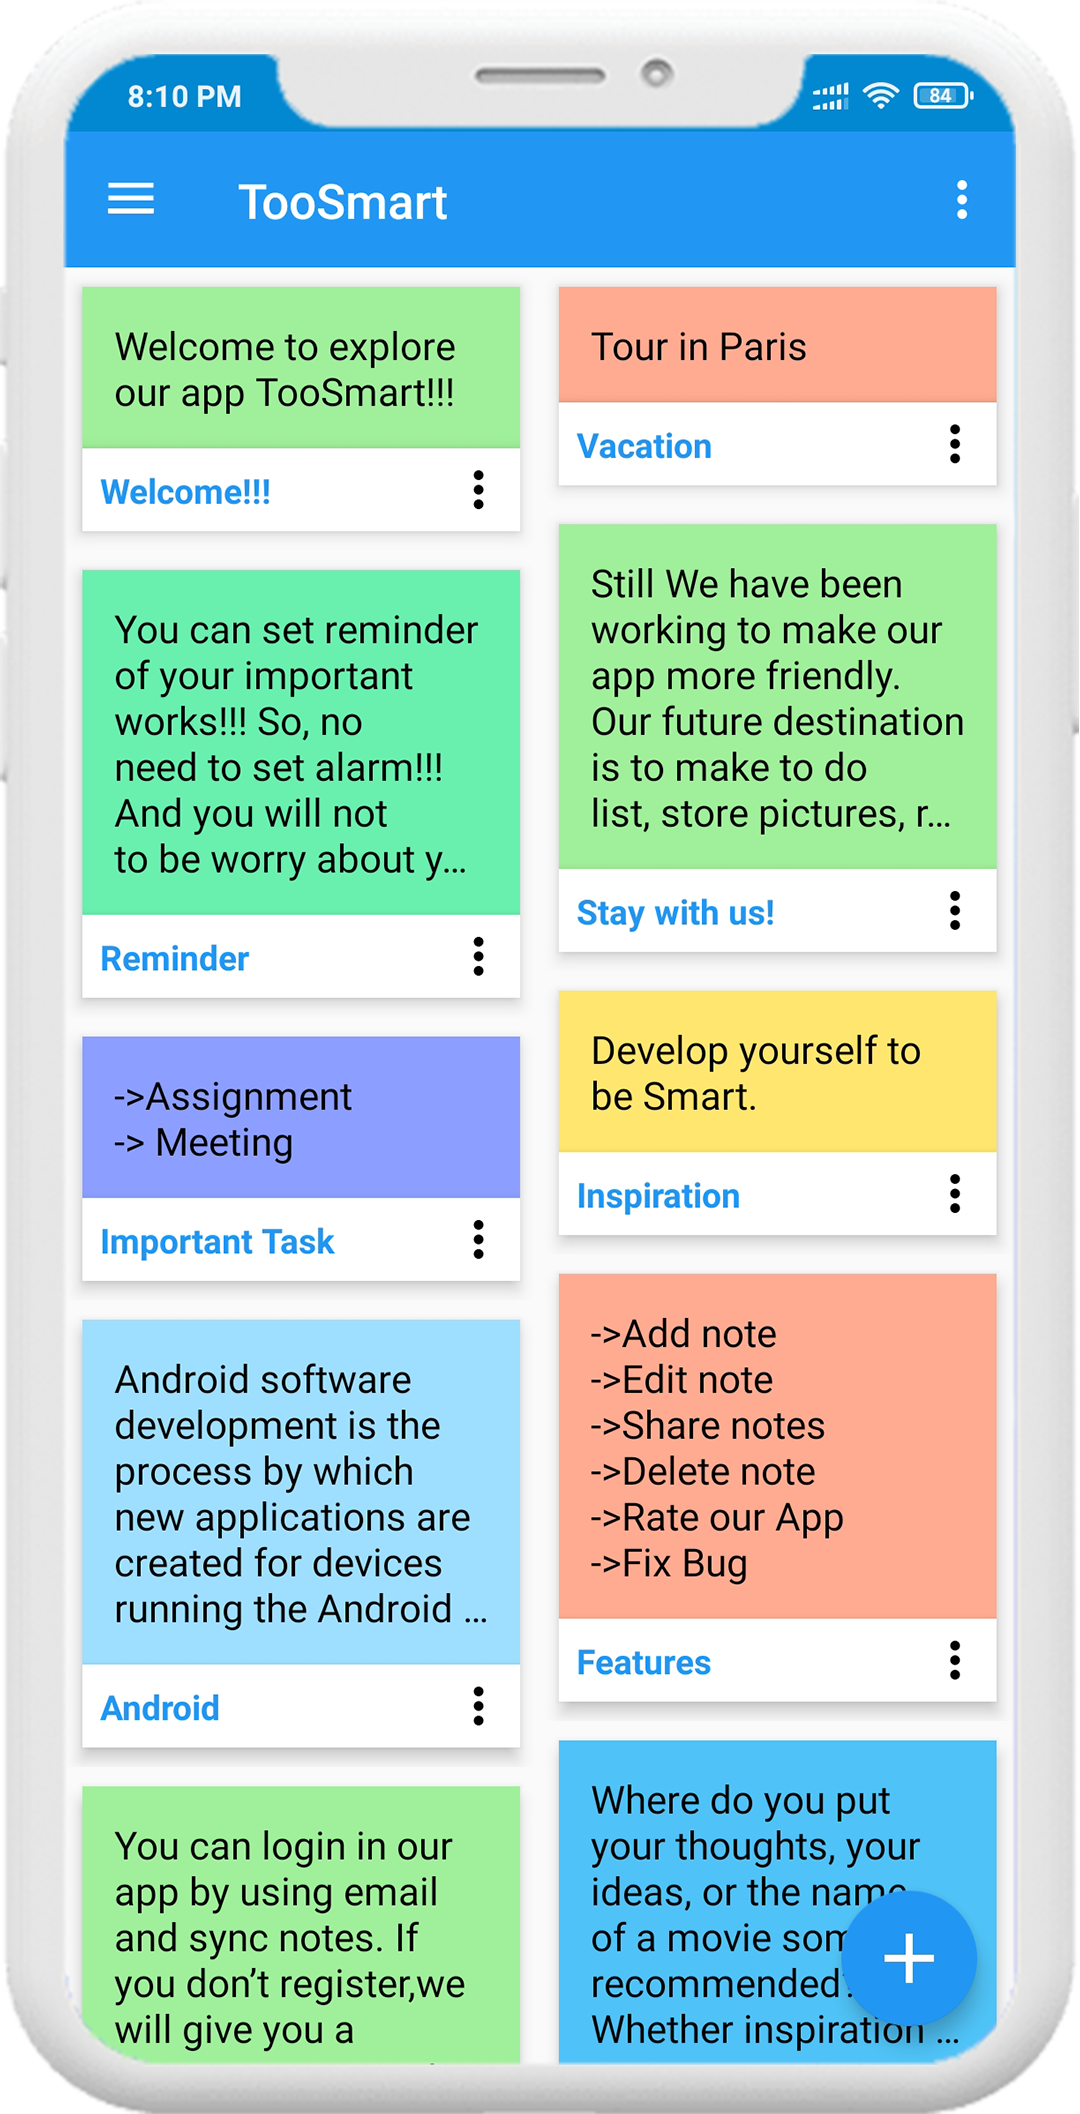 8:10 PM
84
TooSmart
Welcome to explore
our app TooSmart!!!
Welcome!!!
You can set reminder
of your important
works!!! So, no
need to set alarm!!!
And you will not
to be worry about y...
Reminder
->Assignment
-> Meeting
Important Task
Android software
development is the
process by which
new applications are
created for devices
running the Android ...
Android
You can login in our
app by using email
and sync notes. If
you don’t register,we
will give you a
Tour in Paris
Vacation
Still We have been
working to make our
app more friendly.
Our future destination
is to make to do
list, store pictures, r...
Stay with us!
Develop yourself to
be Smart.
Inspiration
->Add note
->Edit note
->Share notes
->Delete note
->Rate our App
->Fix Bug
Features
Where do you put
your thoughts, your
ideas, or the name
of a movie som
recommended?
Whether inspiration ...